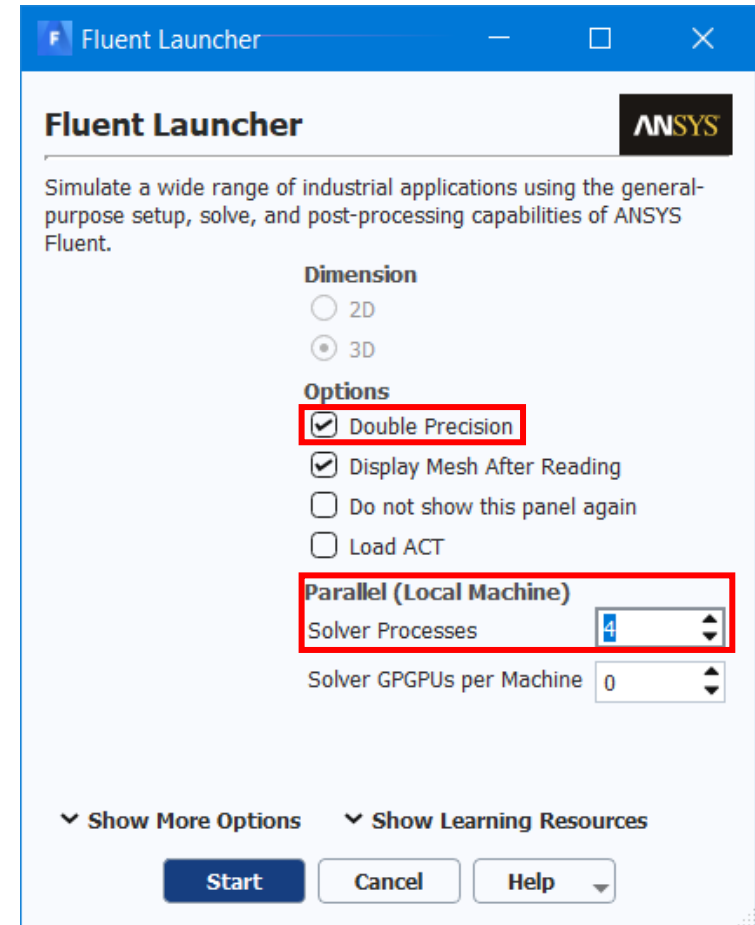 F Fluent Launcher
Fluent Launcher
ANSYS
Simulate a wide range of industrial applications using the general-
purpose setup, solve, and post-processing capabilities of ANSYS
Fluent.
Dimension
2D
3D
Options
Double Precision
Display Mesh After Reading
Do not show this panel again
Load ACT
Parallel (Local Machine)
Solver Processes 4
Solver GPGPUs per Machine 0
Show More Options Show Learning Resources
Start Cancel Help